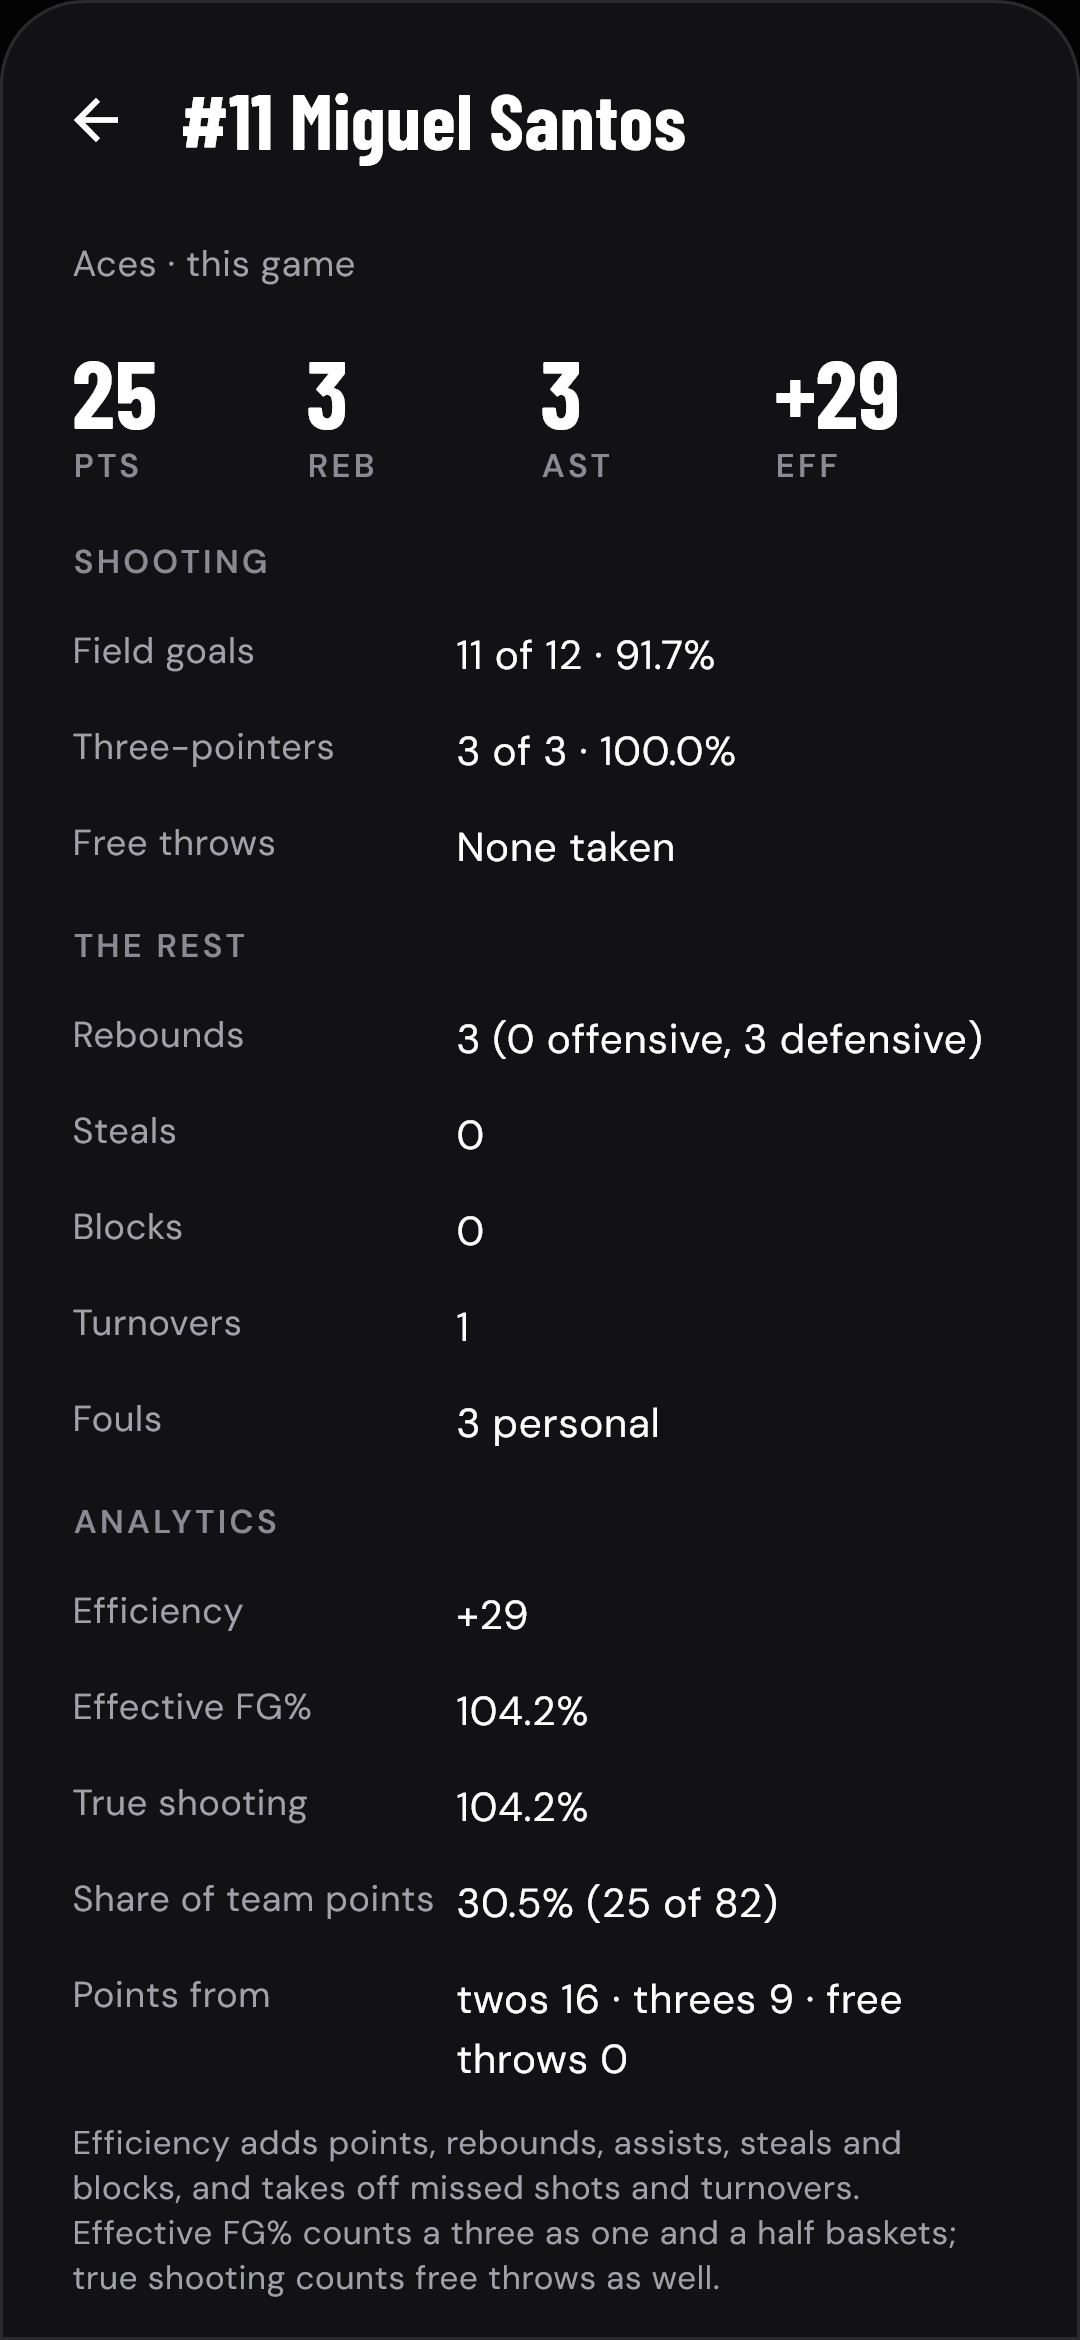 #11 Miguel Santos
Aces · this game
25 3 3 +29
PTS REB AST EFF
SHOOTING
Field goals 11 of 12 · 91.7%
Three-pointers 3 of 3 · 100.0%
Free throws None taken
THE REST
Rebounds 3 (0 offensive, 3 defensive)
Steals 0
Blocks 0
Turnovers 1
Fouls 3 personal
ANALYTICS
Efficiency +29
Effective FG% 104.2%
True shooting 104.2%
Share of team points 30.5% (25 of 82)
Points from twos 16 · threes 9 · free
throws 0
Efficiency adds points, rebounds, assists, steals and
blocks, and takes off missed shots and turnovers.
Effective FG% counts a three as one and a half baskets;
true shooting counts free throws as well.